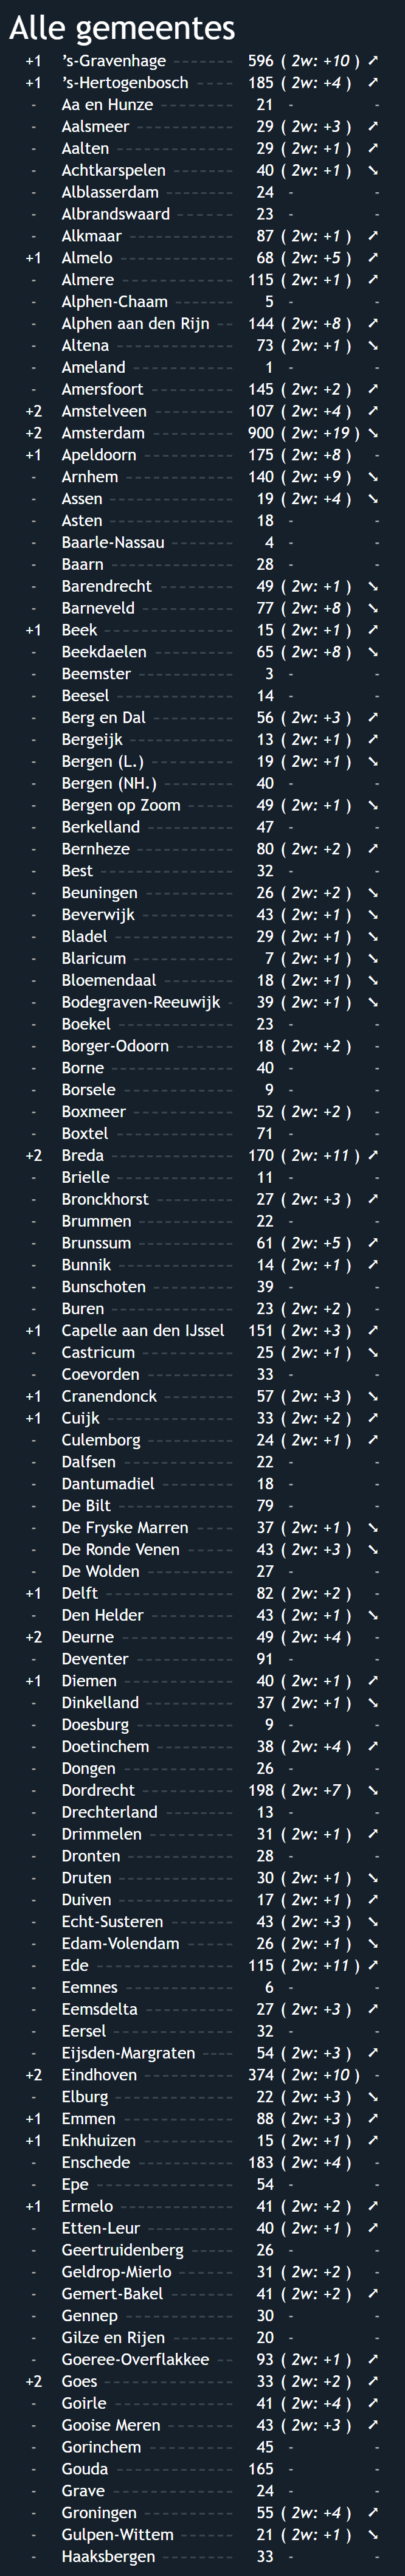 Alle gemeentes
+1 ’s-Gravenhage 596 ( 2w: +10 ) ➚
+1 ’s-Hertogenbosch 185 ( 2w: +4 ) ➚
- Aa en Hunze 21 - -
- Aalsmeer 29 ( 2w: +3 ) ➚
- Aalten 29 ( 2w: +1 ) ➚
- Achtkarspelen 40 ( 2w: +1 ) ➘
- Alblasserdam 24 - -
- Albrandswaard 23 - -
- Alkmaar 87 ( 2w: +1 ) ➚
+1 Almelo 68 ( 2w: +5 ) ➚
- Almere 115 ( 2w: +1 ) ➚
- Alphen-Chaam 5 - -
- Alphen aan den Rijn 144 ( 2w: +8 ) ➚
- Altena 73 ( 2w: +1 ) ➘
- Ameland 1 - -
- Amersfoort 145 ( 2w: +2 ) ➚
+2 Amstelveen 107 ( 2w: +4 ) ➚
+2 Amsterdam 900 ( 2w: +19 ) ➘
+1 Apeldoorn 175 ( 2w: +8 ) -
- Arnhem 140 ( 2w: +9 ) ➘
- Assen 19 ( 2w: +4 ) ➘
- Asten 18 - -
- Baarle-Nassau 4 - -
- Baarn 28 - -
- Barendrecht 49 ( 2w: +1 ) ➘
- Barneveld 77 ( 2w: +8 ) ➘
+1 Beek 15 ( 2w: +1 ) ➚
- Beekdaelen 65 ( 2w: +8 ) ➘
- Beemster 3 - -
- Beesel 14 - -
- Berg en Dal 56 ( 2w: +3 ) ➚
- Bergeijk 13 ( 2w: +1 ) ➚
- Bergen (L.) 19 ( 2w: +1 ) ➘
- Bergen (NH.) 40 - -
- Bergen op Zoom 49 ( 2w: +1 ) ➘
- Berkelland 47 - -
- Bernheze 80 ( 2w: +2 ) ➚
- Best 32 - -
- Beuningen 26 ( 2w: +2 ) ➘
- Beverwijk 43 ( 2w: +1 ) ➘
- Bladel 29 ( 2w: +1 ) ➘
- Blaricum 7 ( 2w: +1 ) ➘
- Bloemendaal 18 ( 2w: +1 ) ➘
- Bodegraven-Reeuwijk 39 ( 2w: +1 ) ➘
- Boekel 23 - -
- Borger-Odoorn 18 ( 2w: +2 ) -
- Borne 40 - -
- Borsele 9 - -
- Boxmeer 52 ( 2w: +2 ) -
- Boxtel 71 - -
+2 Breda 170 ( 2w: +11 ) ➚
- Brielle 11 - -
- Bronckhorst 27 ( 2w: +3 ) ➚
- Brummen 22 - -
- Brunssum 61 ( 2w: +5 ) ➚
- Bunnik 14 ( 2w: +1 ) ➚
- Bunschoten 39 - -
- Buren 23 ( 2w: +2 ) -
+1 Capelle aan den IJssel 151 ( 2w: +3 ) ➚
- Castricum 25 ( 2w: +1 ) ➘
- Coevorden 33 - -
+1 Cranendonck 57 ( 2w: +3 ) ➘
+1 Cuijk 33 ( 2w: +2 ) ➚
- Culemborg 24 ( 2w: +1 ) ➚
- Dalfsen 22 - -
- Dantumadiel 18 - -
- De Bilt 79 - -
- De Fryske Marren 37 ( 2w: +1 ) ➘
- De Ronde Venen 43 ( 2w: +3 ) ➘
- De Wolden 27 - -
+1 Delft 82 ( 2w: +2 ) -
- Den Helder 43 ( 2w: +1 ) ➘
+2 Deurne 49 ( 2w: +4 ) -
- Deventer 91 - -
+1 Diemen 40 ( 2w: +1 ) ➚
- Dinkelland 37 ( 2w: +1 ) ➘
- Doesburg 9 - -
- Doetinchem 38 ( 2w: +4 ) ➚
- Dongen 26 - -
- Dordrecht 198 ( 2w: +7 ) ➘
- Drechterland 13 - -
- Drimmelen 31 ( 2w: +1 ) ➚
- Dronten 28 - -
- Druten 30 ( 2w: +1 ) ➘
- Duiven 17 ( 2w: +1 ) ➚
- Echt-Susteren 43 ( 2w: +3 ) ➘
- Edam-Volendam 26 ( 2w: +1 ) ➘
- Ede 115 ( 2w: +11 ) ➚
- Eemnes 6 - -
- Eemsdelta 27 ( 2w: +3 ) ➚
- Eersel 32 - -
- Eijsden-Margraten 54 ( 2w: +3 ) ➚
+2 Eindhoven 374 ( 2w: +10 ) -
- Elburg 22 ( 2w: +3 ) ➘
+1 Emmen 88 ( 2w: +3 ) ➚
+1 Enkhuizen 15 ( 2w: +1 ) ➚
- Enschede 183 ( 2w: +4 ) -
- Epe 54 - -
+1 Ermelo 41 ( 2w: +2 ) ➚
- Etten-Leur 40 ( 2w: +1 ) ➚
- Geertruidenberg 26 - -
- Geldrop-Mierlo 31 ( 2w: +2 ) -
- Gemert-Bakel 41 ( 2w: +2 ) ➚
- Gennep 30 - -
- Gilze en Rijen 20 - -
- Goeree-Overflakkee 93 ( 2w: +1 ) ➚
+2 Goes 33 ( 2w: +2 ) ➚
- Goirle 41 ( 2w: +4 ) ➚
- Gooise Meren 43 ( 2w: +3 ) ➚
- Gorinchem 45 - -
- Gouda 165 - -
- Grave 24 - -
- Groningen 55 ( 2w: +4 ) ➚
- Gulpen-Wittem 21 ( 2w: +1 ) ➘
- Haaksbergen 33 - -